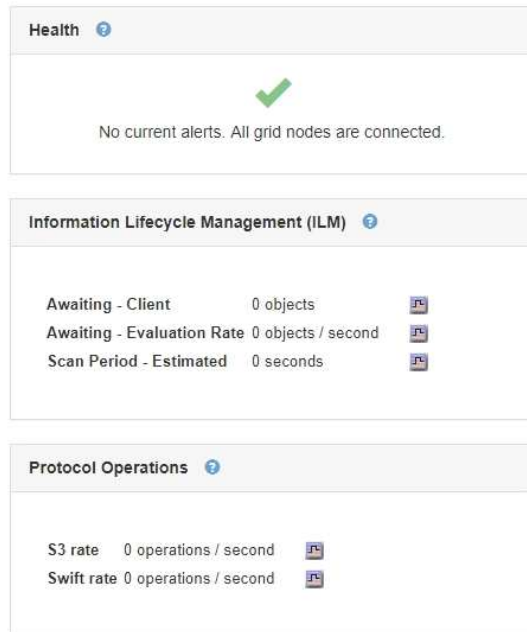 Health
No current alerts. All grid nodes are connected.
Information Lifecycle Management (ILM)
Awaiting - Client 0 objects
Awaiting - Evaluation Rate 0 objects / second
Scan Period - Estimated 0 seconds
Protocol Operations
S3 rate 0 operations / second
Swift rate 0 operations / second